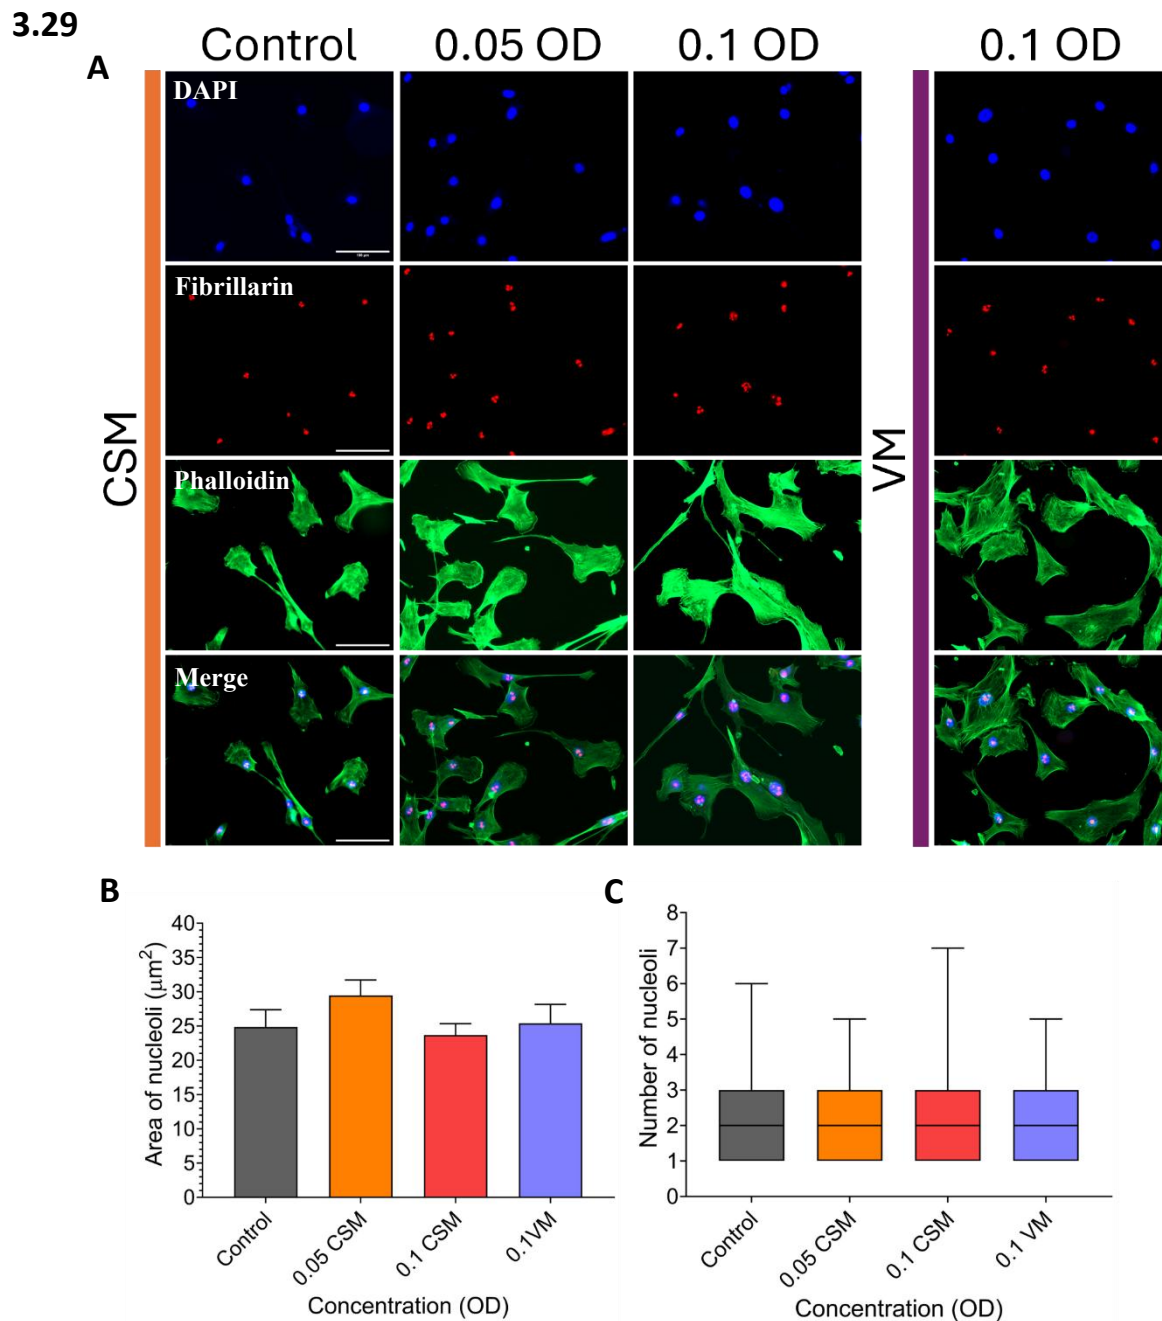 3.29
Control 0.05 OD 0.1 OD 0.1 OD
A
DAPI
Fibrillarin
CSM
VM
Phalloidin
Merge
B
C
40
35
30
25
20
15
10
5
0
Area of nucleoli (μm²)
Control
0.05 CSM
0.1 CSM
0.1VM
Concentration (OD)
8
7
6
5
4
3
2
1
0
Number of nucleoli
Control
0.05 CSM
0.1 CSM
0.1 VM
Concentration (OD)